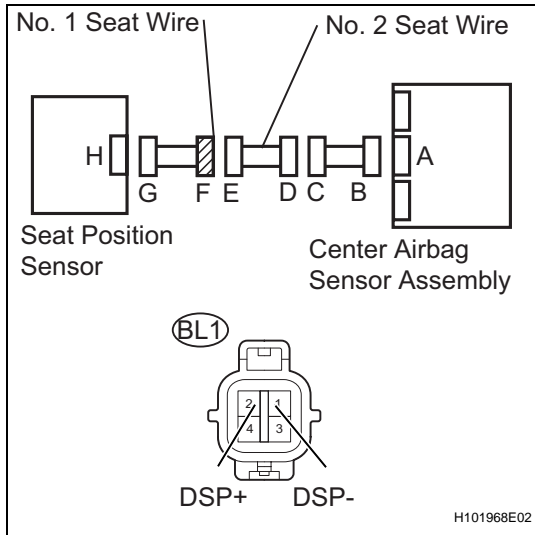 No. 1 Seat Wire
No. 2 Seat Wire
H
G
F
E
D
C
B
A
Seat Position
Sensor
Center Airbag
Sensor Assembly
BL1
2 1
4 3
DSP+ DSP-
H101968E02